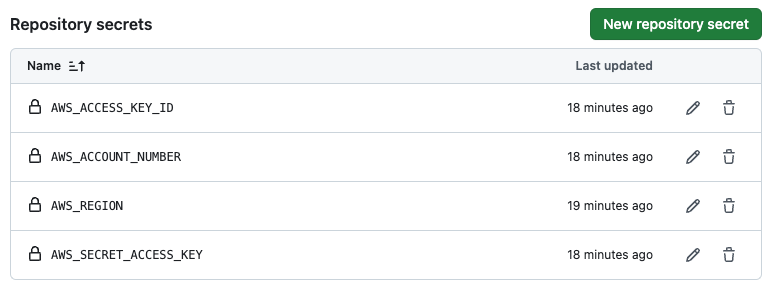 Repository secrets
New repository secret
Name Last updated
AWS_ACCESS_KEY_ID 18 minutes ago
AWS_ACCOUNT_NUMBER 18 minutes ago
AWS_REGION 19 minutes ago
AWS_SECRET_ACCESS_KEY 18 minutes ago